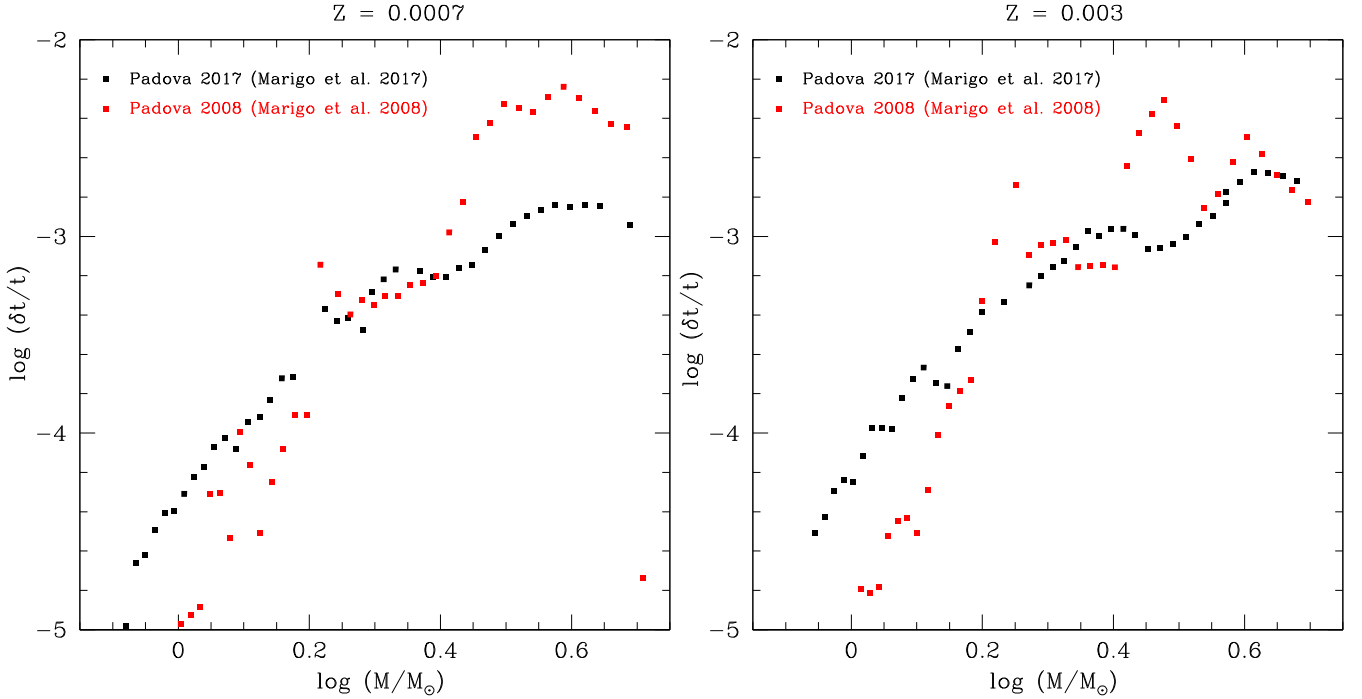 Z = 0.0007
−2
−3
−4
−5
Padova 2017 (Marigo et al. 2017)
Padova 2008 (Marigo et al. 2008)
log (δt/t)
0 0.2 0.4 0.6
log (M/M⊙)
Z = 0.003
−2
−3
−4
−5
Padova 2017 (Marigo et al. 2017)
Padova 2008 (Marigo et al. 2008)
log (δt/t)
0 0.2 0.4 0.6
log (M/M⊙)